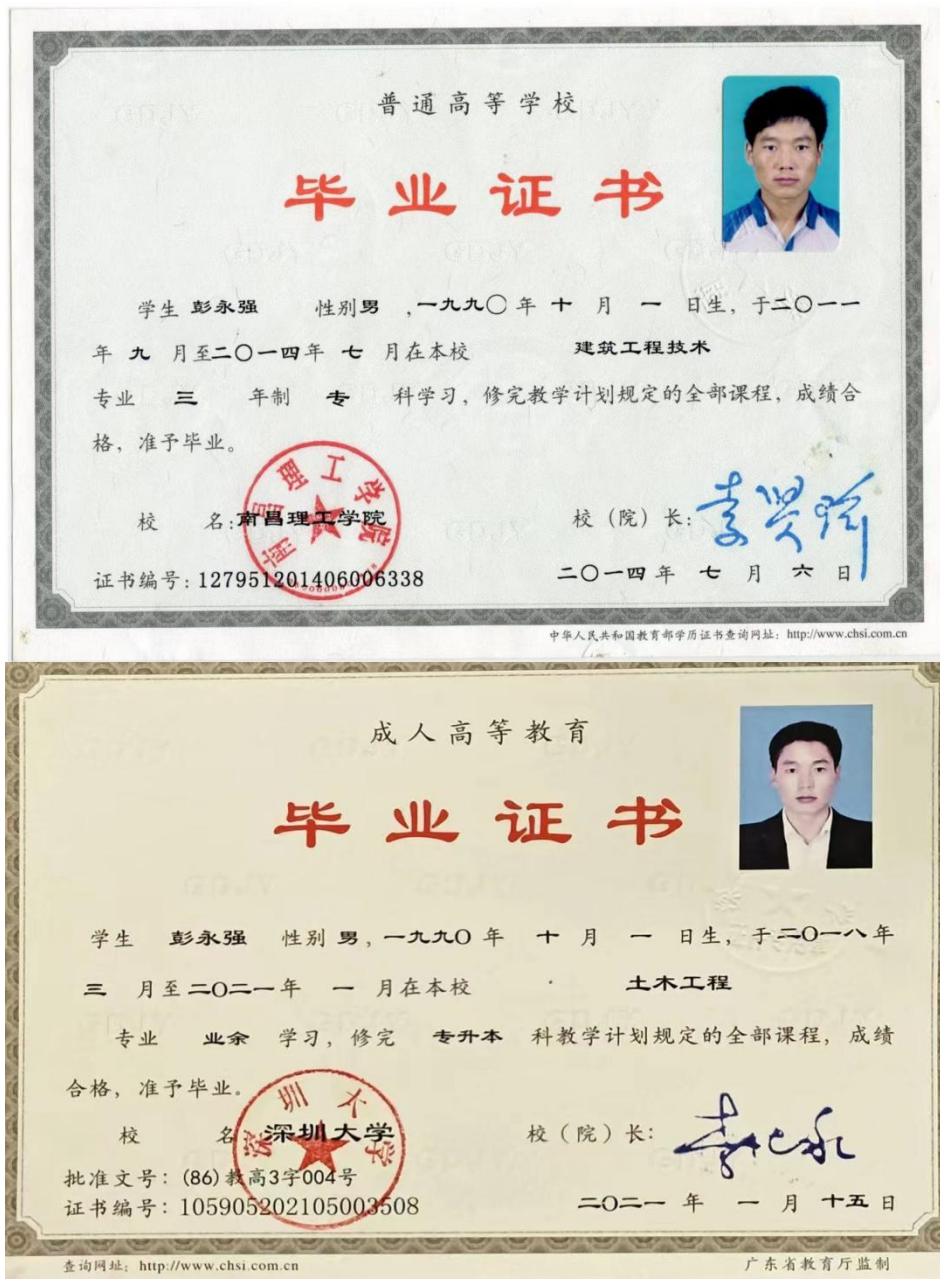 普通高等学校
毕业证书
学生 彭永强 性别 男 ,一九九〇年 十 月 一 日生，于二〇一一
年 九 月至二〇一四年 七 月在本校 建筑工程技术
专业 三 年制 专 科学习，修完教学计划规定的全部课程，成绩合
格，准予毕业。
南昌理工学院
校 名:南昌理工学院 校（院）长:
证书编号:127951201406006338 二〇一四年 七 月 六 日
中华人民共和国教育部学历证书查询网址：http://www.chsi.com.cn
成人高等教育
毕业证书
学生 彭永强 性别 男，一九九〇年 十 月 一 日生，于二〇一八年
三 月至二〇二一年 一 月在本校 土木工程
专业 业余 学习，修完 专升本 科教学计划规定的全部课程，成绩
合格，准予毕业。
深圳大学
校 名 深圳大学 校（院）长：
批准文号：(86)教高3字004号
证书编号：105905202105003508 二〇二一年 一 月 十五 日
查询网址：http://www.chsi.com.cn 广东省教育厅监制